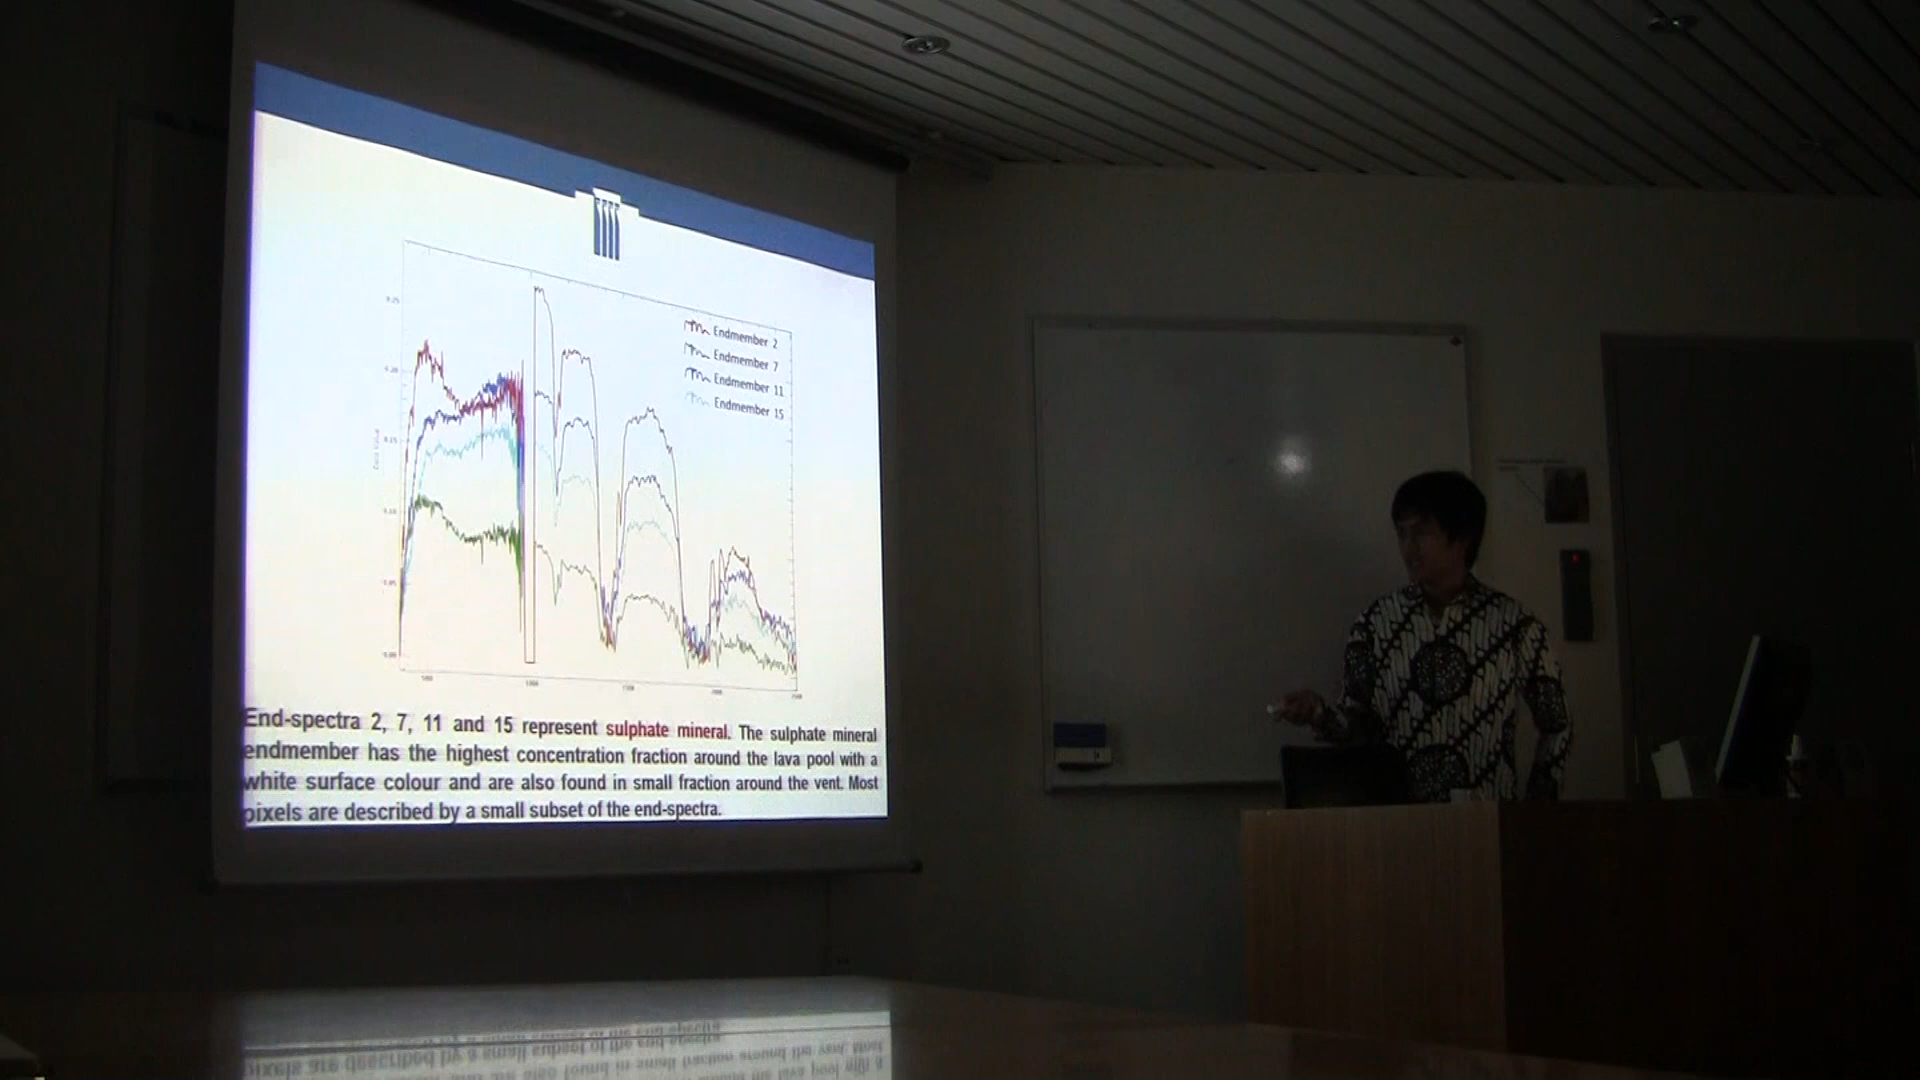 Endmember 2
Endmember 7
Endmember 11
Endmember 15
End-spectra 2, 7, 11 and 15 represent sulphate mineral. The sulphate mineral
endmember has the highest concentration fraction around the lava pool with a
white surface colour and are also found in small fraction around the vent. Most
pixels are described by a small subset of the end-spectra.